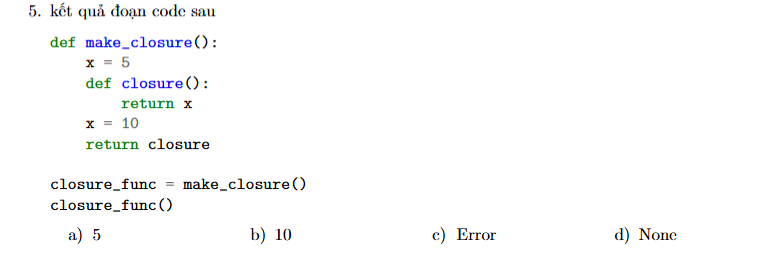 5. kết quả đoạn code sau
def make_closure():
    x = 5
    def closure():
        return x
    x = 10
    return closure
closure_func = make_closure()
closure_func()
a) 5 b) 10 c) Error d) None